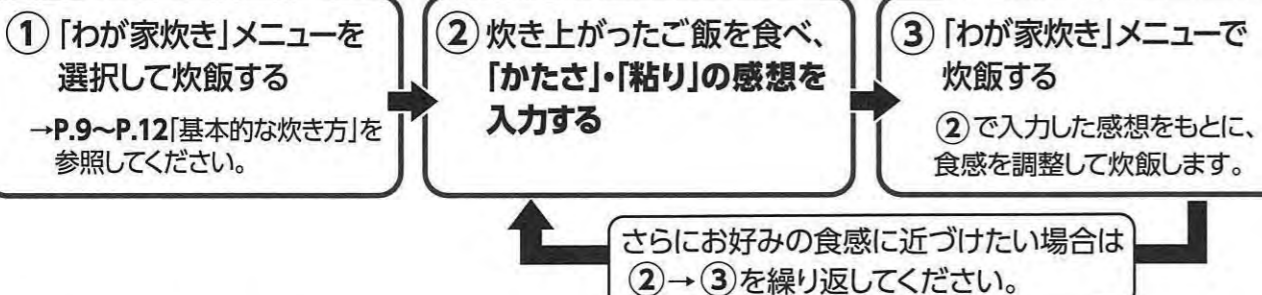 ①「わが家炊き」メニューを
選択して炊飯する
→P.9～P.12「基本的な炊き方」を
参照してください。
②炊き上がったご飯を食べ、
「かたさ」・「粘り」の感想を
入力する
③「わが家炊き」メニューで
炊飯する
②で入力した感想をもとに、
食感を調整して炊飯します。
さらにお好みの食感に近づけたい場合は
②→③を繰り返してください。